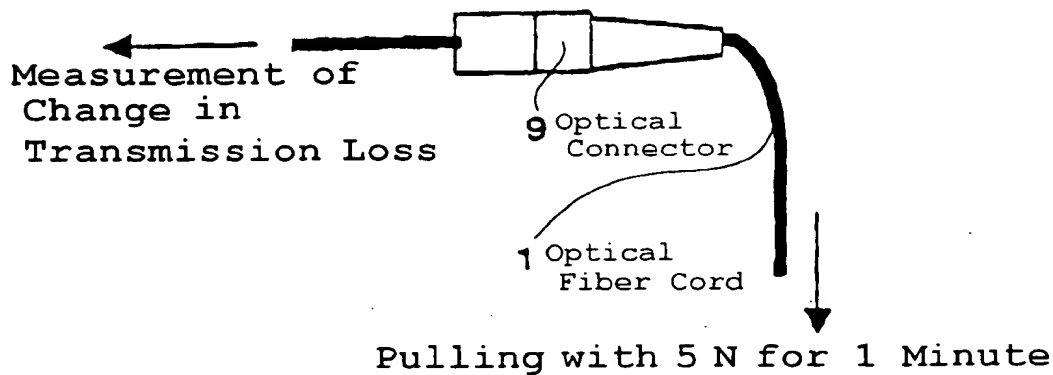 Measurement of
Change in
Transmission Loss
9 Optical
Connector
1 Optical
Fiber Cord
Pulling with 5 N for 1 Minute